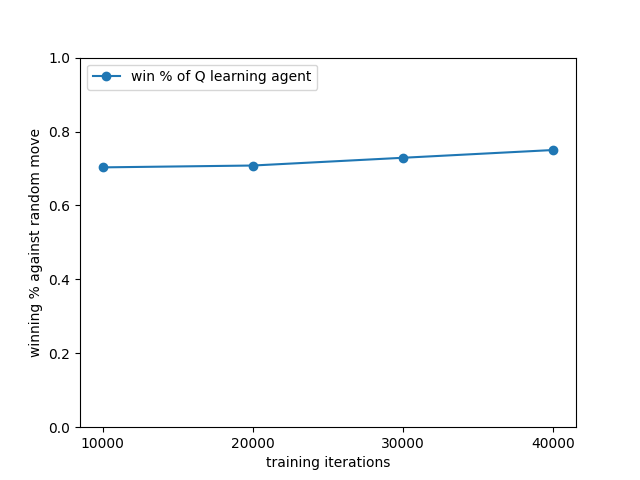 1.0
win % of Q learning agent
0.8
0.6
0.4
0.2
0.0
winning % against random move
10000 20000 30000 40000
training iterations